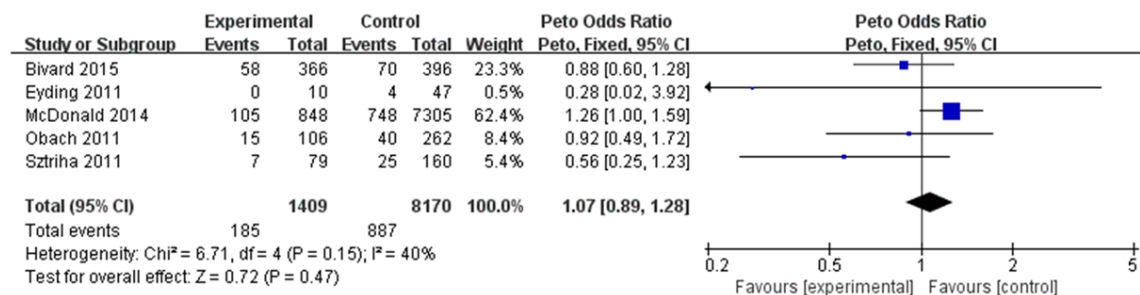 Experimental Control Peto Odds Ratio Peto Odds Ratio
Study or Subgroup Events Total Events Total Weight Peto, Fixed, 95% CI Peto, Fixed, 95% CI
Bivard 2015 58 366 70 396 23.3% 0.88 [0.60, 1.28]
Eyding 2011 0 10 4 47 0.5% 0.28 [0.02, 3.92]
McDonald 2014 105 848 748 7305 62.4% 1.26 [1.00, 1.59]
Obach 2011 15 106 40 262 8.4% 0.92 [0.49, 1.72]
Sztriha 2011 7 79 25 160 5.4% 0.56 [0.25, 1.23]
Total (95% CI) 1409 8170 100.0% 1.07 [0.89, 1.28]
Total events 185 887
Heterogeneity: Chi² = 6.71, df = 4 (P = 0.15); I² = 40%
Test for overall effect: Z = 0.72 (P = 0.47)
0.2 0.5 1 2 5
Favours [experimental] Favours [control]